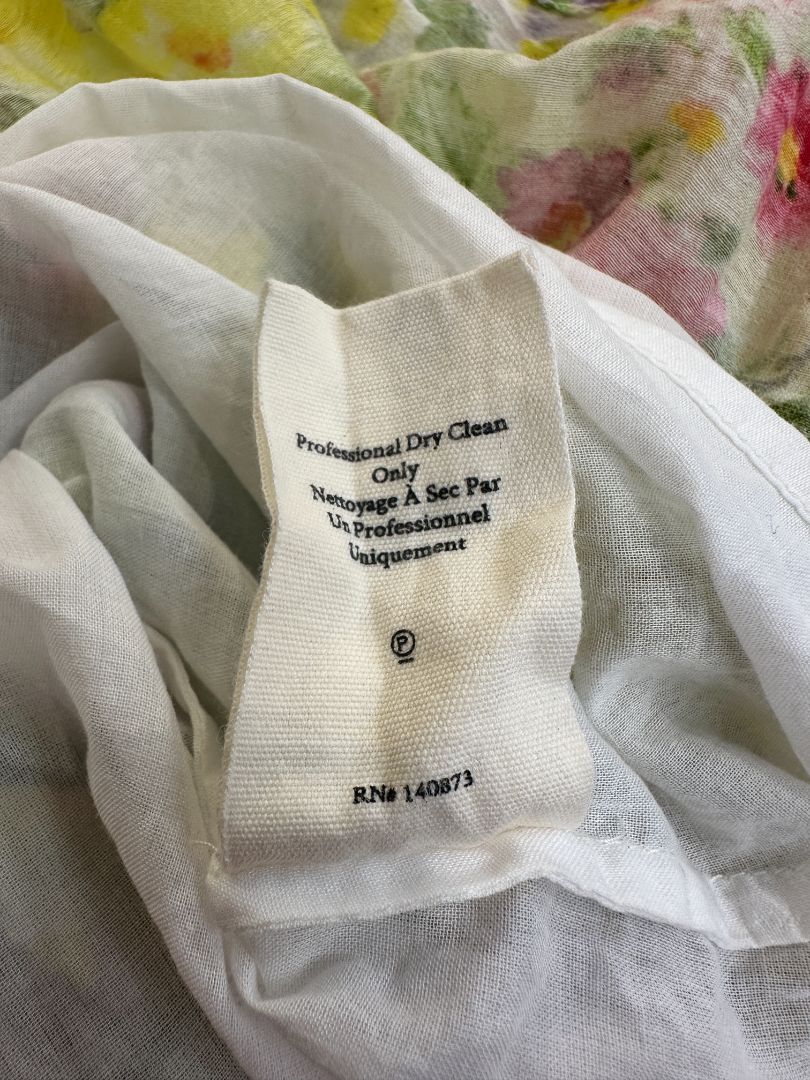 Professional Dry Clean
Only
Nettoyage À Sec Par
Un Professionnel
Uniquement
P
RN# 140873